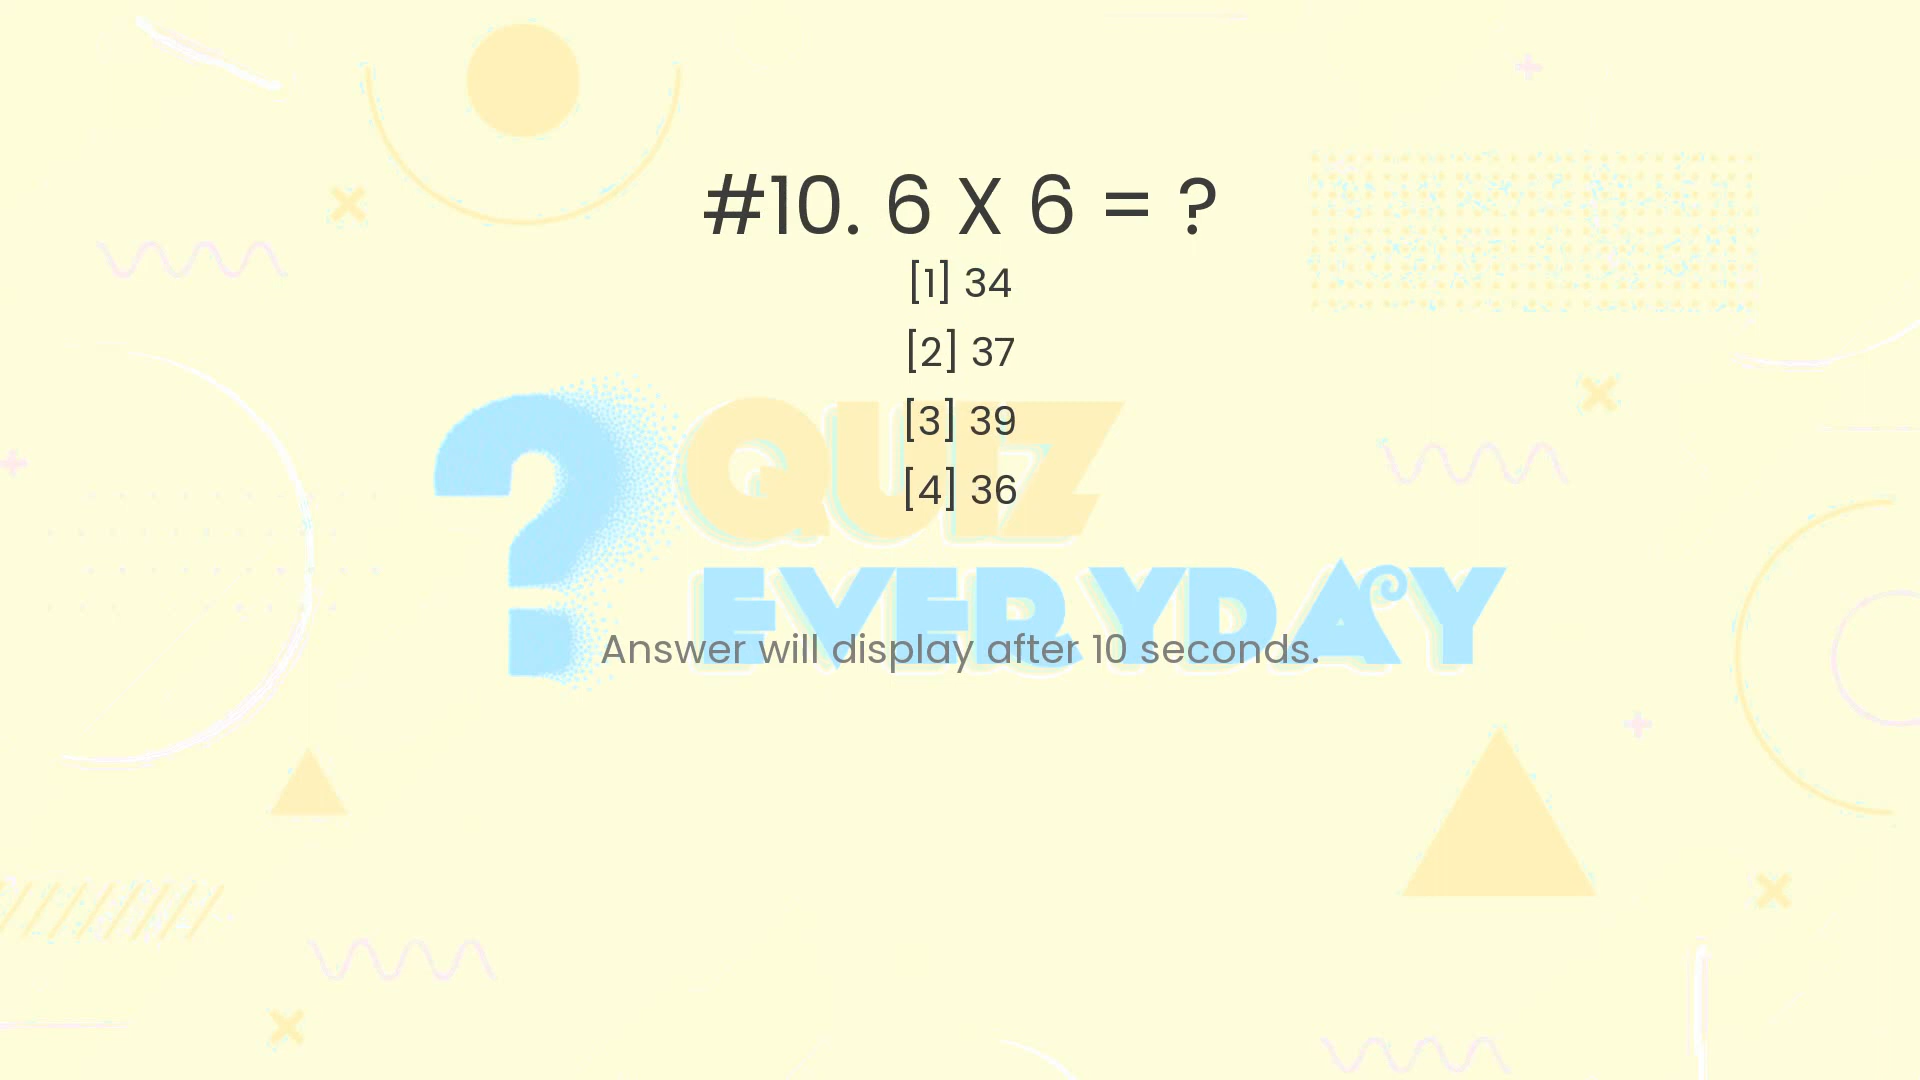 #10. 6 X 6 = ?
[1] 34
[2] 37
[3] 39
[4] 36
? QUIZ
EVERYDAY
Answer will display after 10 seconds.